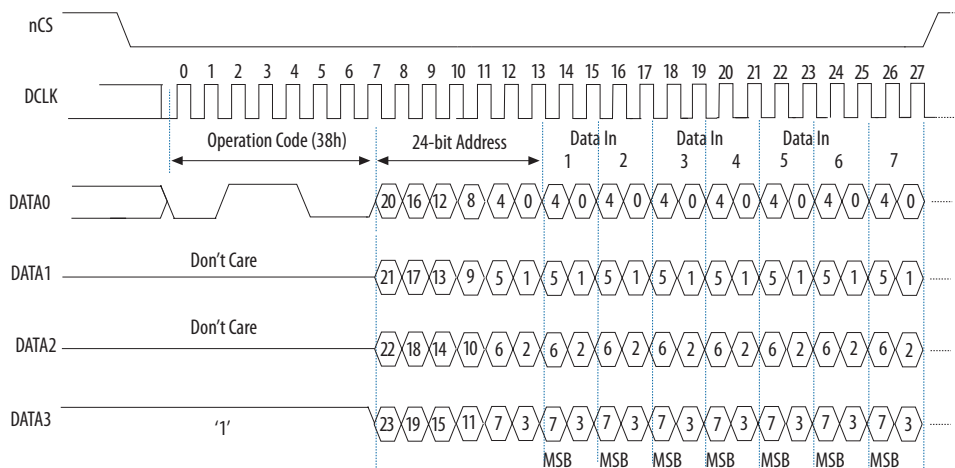 nCS
0 1 2 3 4 5 6 7 8 9 10 11 12 13 14 15 16 17 18 19 20 21 22 23 24 25 26 27
DCLK
Operation Code (38h) 24-bit Address Data In Data In Data In
1 2 3 4 5 6 7
DATA0 20 16 12 8 4 0 4 0 4 0 4 0 4 0 4 0 4 0 4 0
Don't Care
DATA1 21 17 13 9 5 1 5 1 5 1 5 1 5 1 5 1 5 1 5 1
Don't Care
DATA2 22 18 14 10 6 2 6 2 6 2 6 2 6 2 6 2 6 2 6 2
DATA3 '1' 23 19 15 11 7 3 7 3 7 3 7 3 7 3 7 3 7 3 7 3
MSB MSB MSB MSB MSB MSB MSB